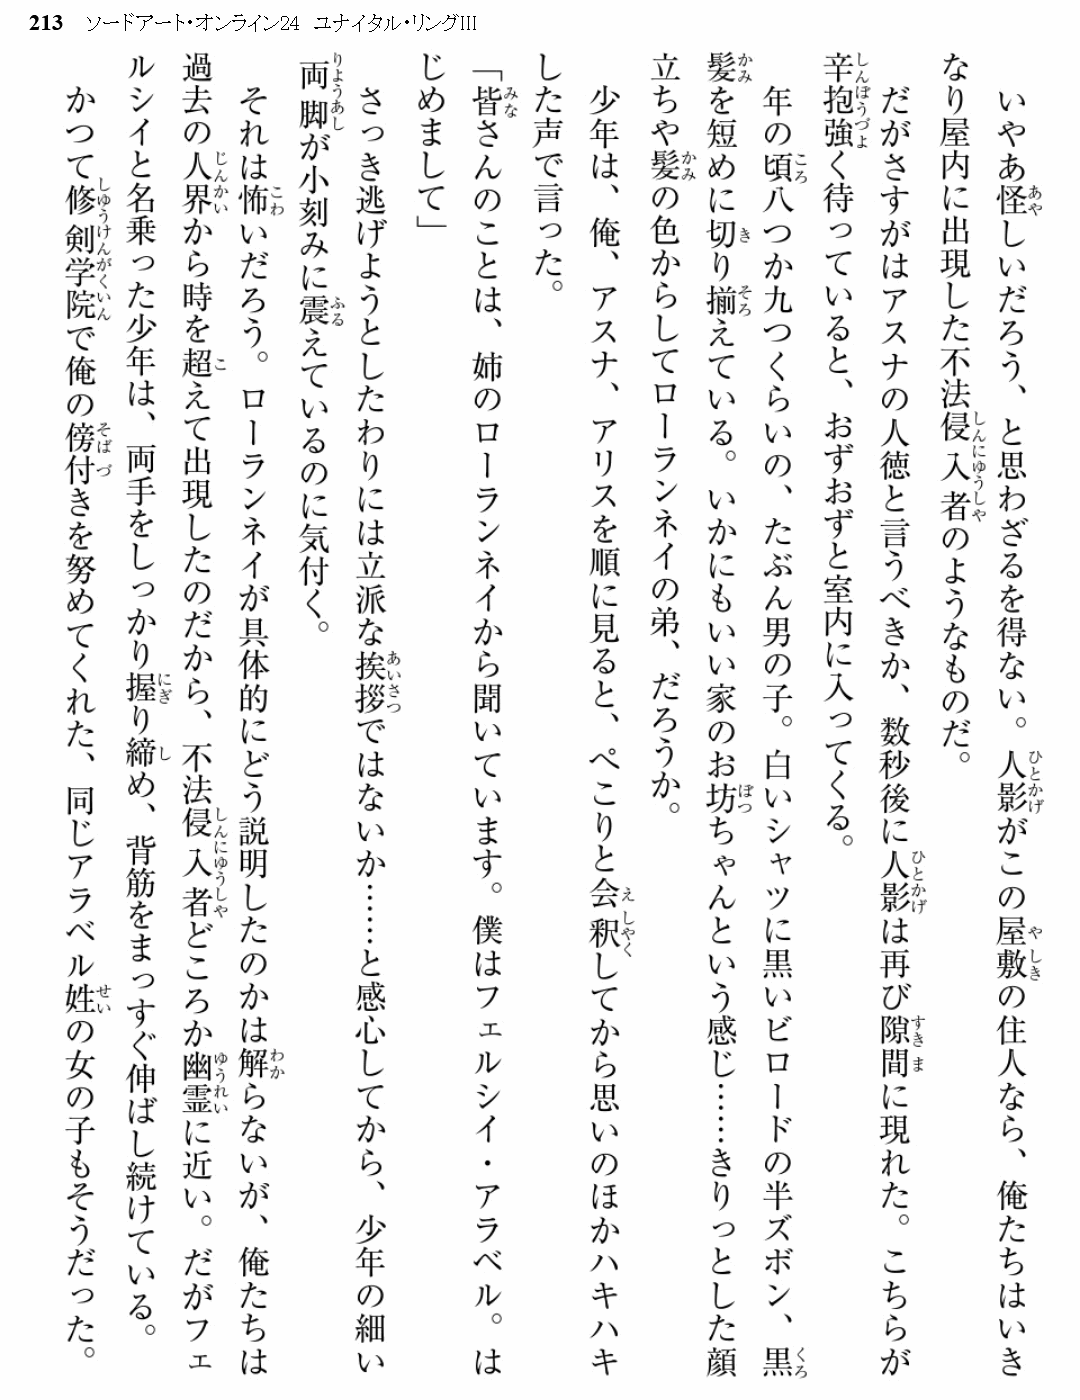 213 ソードアート・オンライン24 ユナイタル・リングIII
いやあ怪しいだろう、と思わざるを得ない。人影がこの屋敷の住人なら、俺たちはいき
なり屋内に出現した不法侵入者のようなものだ。
だがさすがはアスナの人徳と言うべきか、数秒後に人影は再び隙間に現れた。こちらが
辛抱強く待っていると、おずおずと室内に入ってくる。
年の頃八つか九つくらいの、たぶん男の子。白いシャツに黒いビロードの半ズボン、黒
髪を短めに切り揃えている。いかにもいい家のお坊ちゃんという感じ……きりっとした顔
立ちや髪の色からしてローランネイの弟、だろうか。
少年は、俺、アスナ、アリスを順に見ると、ぺこりと会釈してから思いのほかハキハキ
した声で言った。
「皆さんのことは、姉のローランネイから聞いています。僕はフェルシイ・アラベル。は
じめまして」
さっき逃げようとしたわりには立派な挨拶ではないか……と感心してから、少年の細い
両脚が小刻みに震えているのに気付く。
それは怖いだろう。ローランネイが具体的にどう説明したのかは解らないが、俺たちは
過去の人界から時を超えて出現したのだから、不法侵入者どころか幽霊に近い。だがフェ
ルシイと名乗った少年は、両手をしっかり握り締め、背筋をまっすぐ伸ばし続けている。
かつて修剣学院で俺の傍付きを努めてくれた、同じアラベル姓の女の子もそうだった。